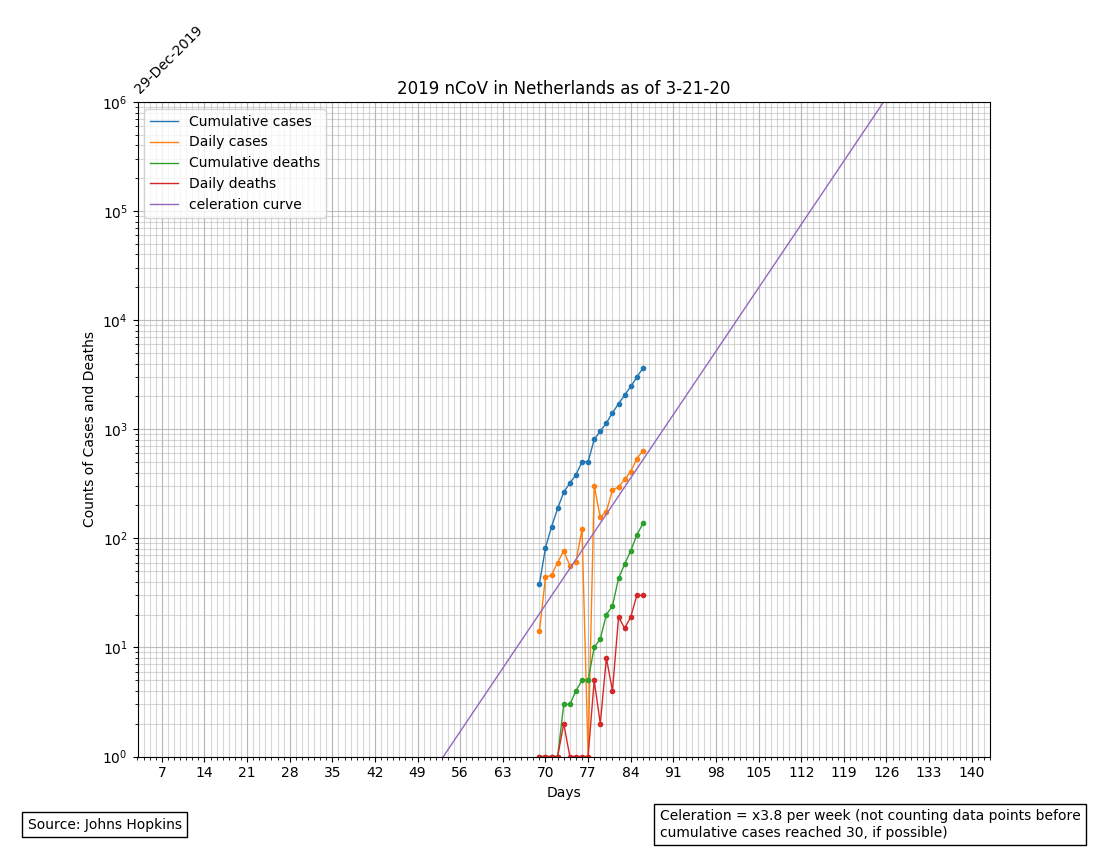 29-Dec-2019
2019 nCoV in Netherlands as of 3-21-20
10^6
10^5
10^4
10^3
10^2
10^1
10^0
Counts of Cases and Deaths
Cumulative cases
Daily cases
Cumulative deaths
Daily deaths
celeration curve
7 14 21 28 35 42 49 56 63 70 77 84 91 98 105 112 119 126 133 140
Days
Source: Johns Hopkins
Celeration = x3.8 per week (not counting data points before
cumulative cases reached 30, if possible)